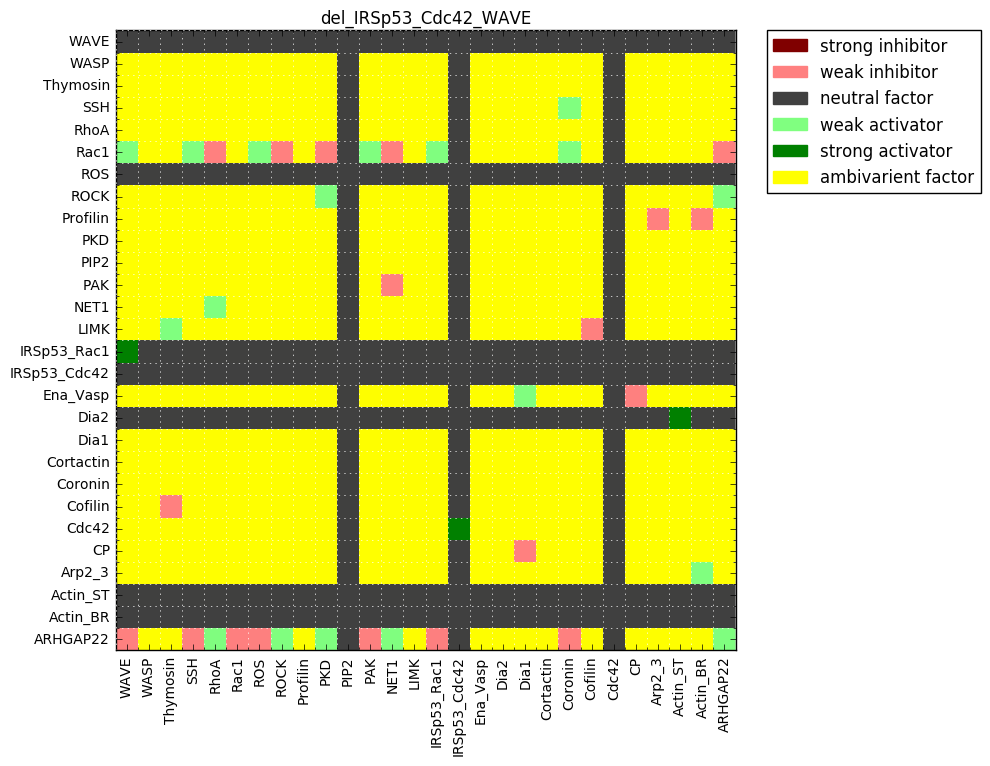 del_IRSp53_Cdc42_WAVE
strong inhibitor
weak inhibitor
neutral factor
weak activator
strong activator
ambivarient factor
WAVE
WASP
Thymosin
SSH
RhoA
Rac1
ROS
ROCK
Profilin
PKD
PIP2
PAK
NET1
LIMK
IRSp53_Rac1
IRSp53_Cdc42
Ena_Vasp
Dia2
Dia1
Cortactin
Coronin
Cofilin
Cdc42
CP
Arp2_3
Actin_ST
Actin_BR
ARHGAP22
WAVE
WASP
Thymosin
SSH
RhoA
Rac1
ROS
ROCK
Profilin
PKD
PIP2
PAK
NET1
LIMK
IRSp53_Rac1
IRSp53_Cdc42
Ena_Vasp
Dia2
Dia1
Cortactin
Coronin
Cofilin
Cdc42
CP
Arp2_3
Actin_ST
Actin_BR
ARHGAP22